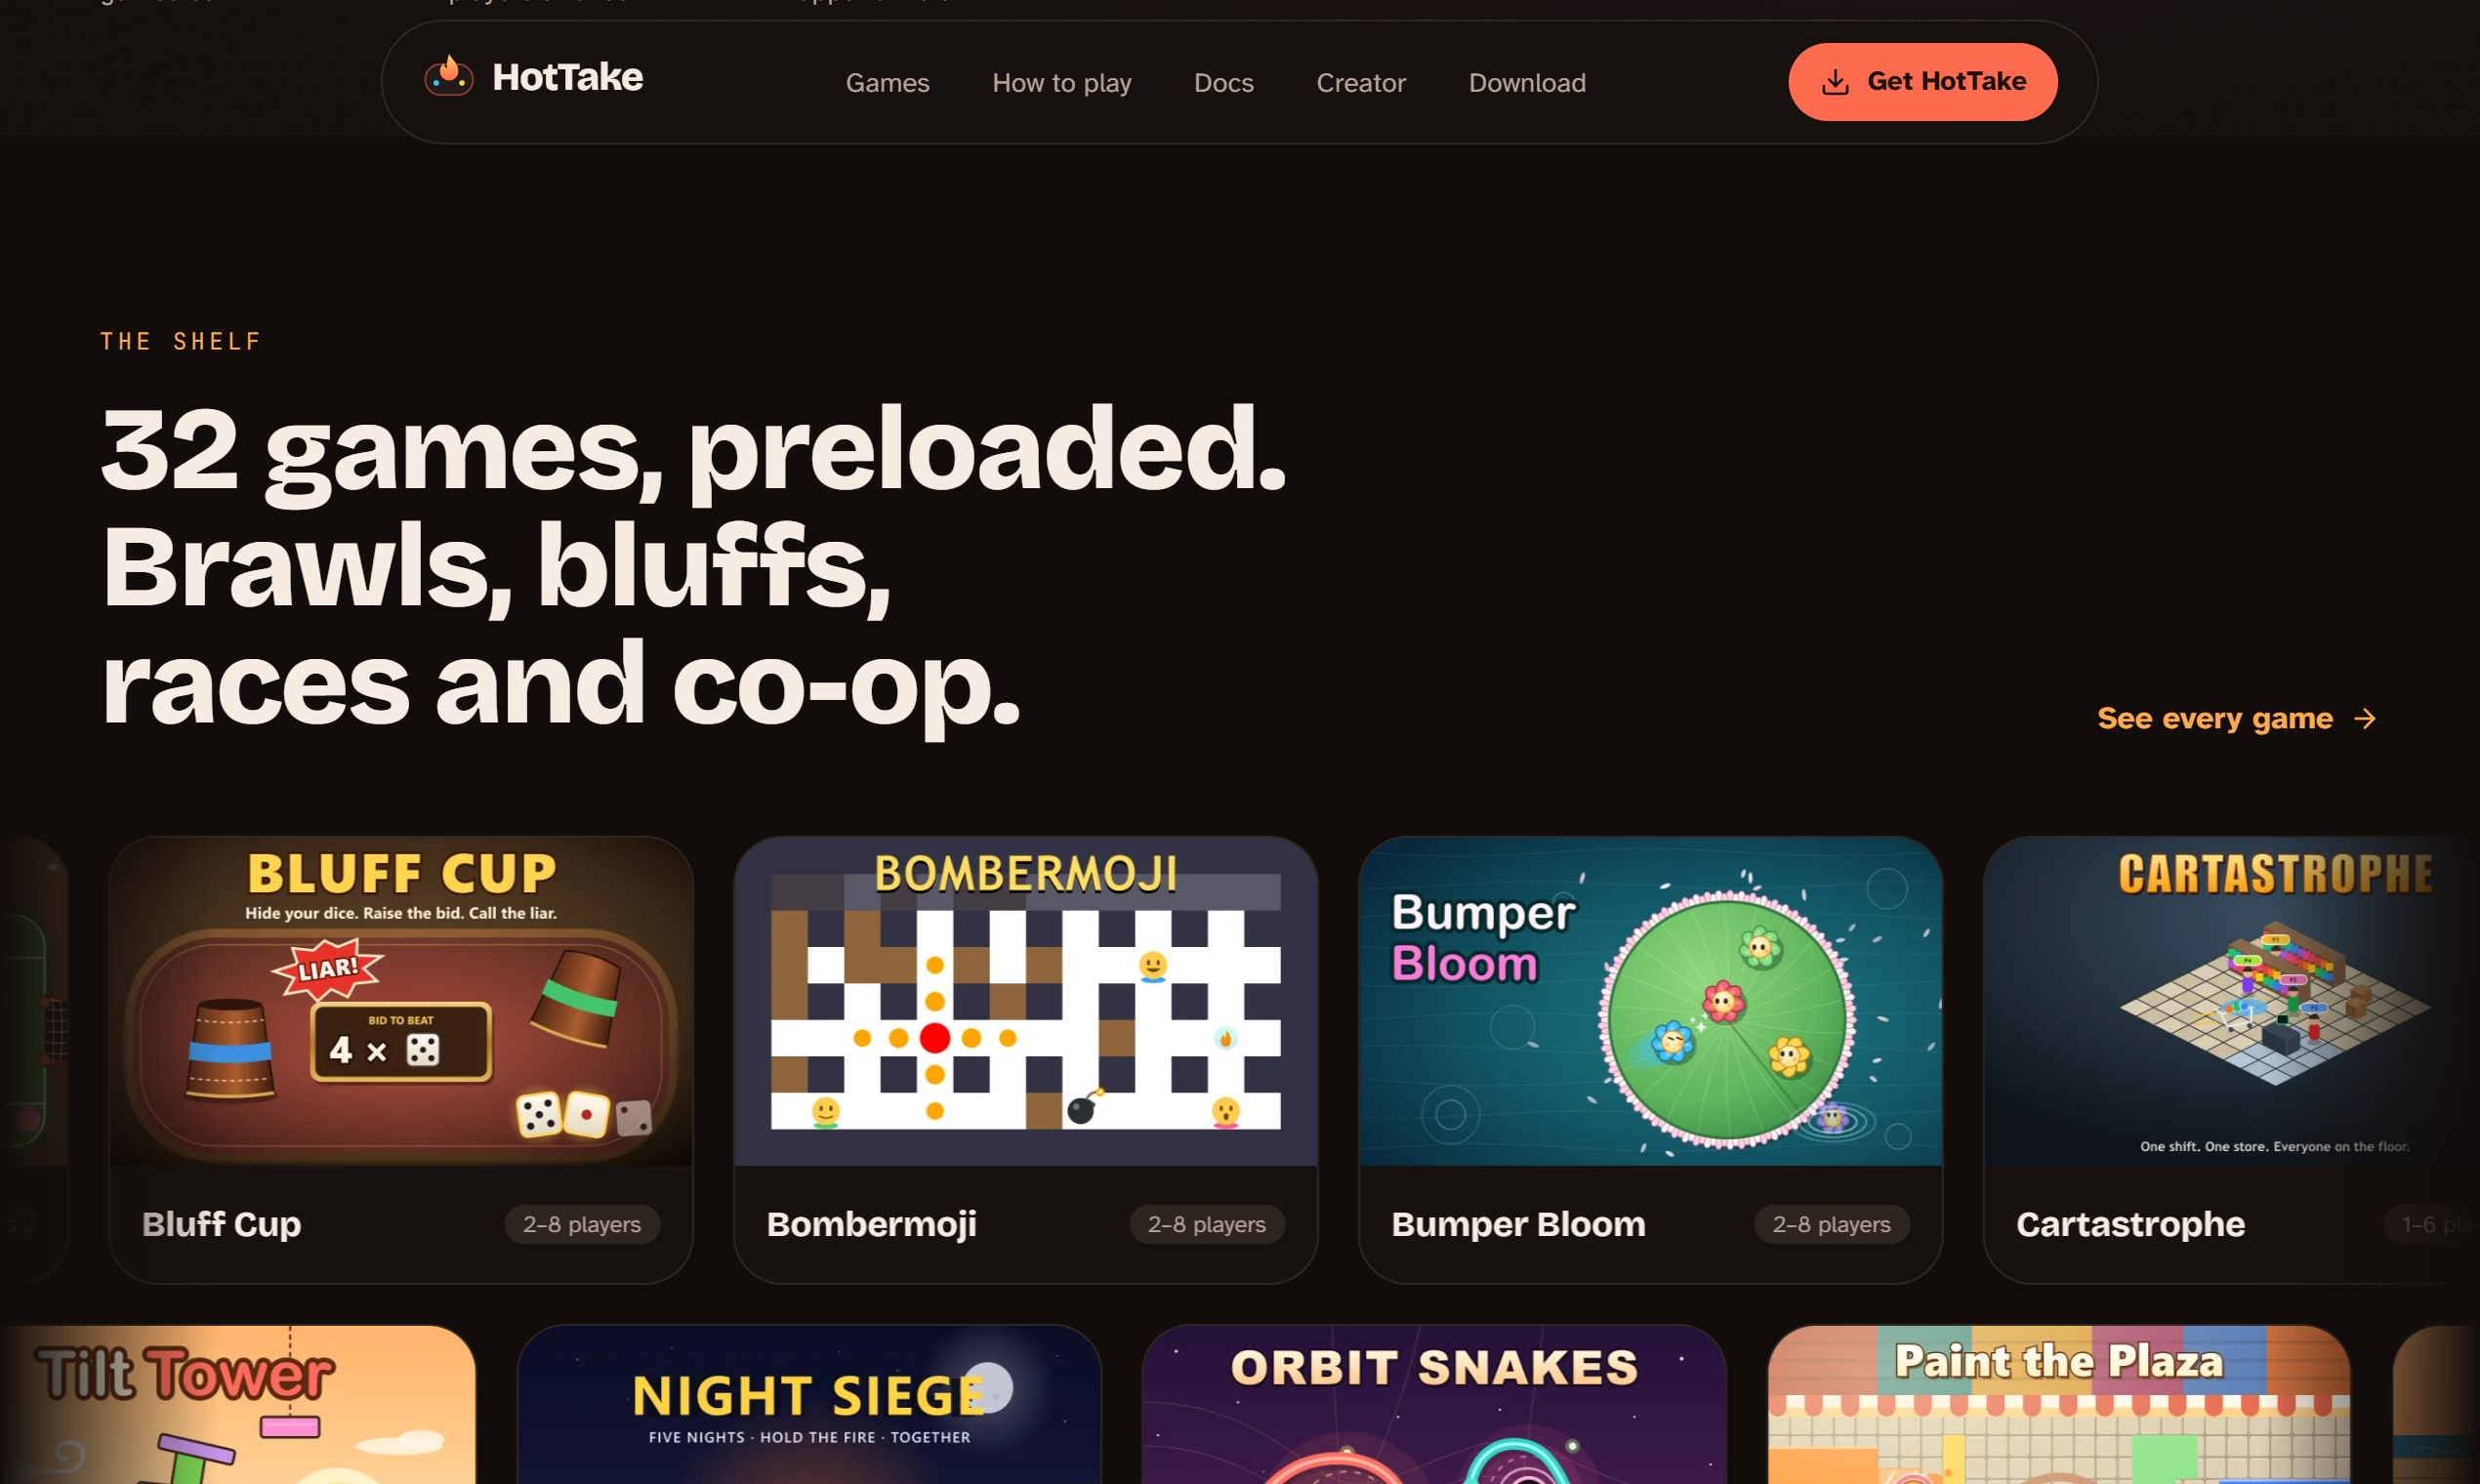 HotTake
Games
How to play
Docs
Creator
Download
Get HotTake
THE SHELF
32 games, preloaded.
Brawls, bluffs,
races and co-op.
See every game
BLUFF CUP
Hide your dice. Raise the bid. Call the liar.
LIAR!
BID TO BEAT
4 ×
Bluff Cup
2–8 players
BOMBERMOJI
Bombermoji
2–8 players
Bumper
Bloom
Bumper Bloom
2–8 players
CARTASTROPHE
One shift. One store. Everyone on the floor.
Cartastrophe
1–6
Tilt Tower
NIGHT SIEGE
FIVE NIGHTS · HOLD THE FIRE · TOGETHER
ORBIT SNAKES
Paint the Plaza